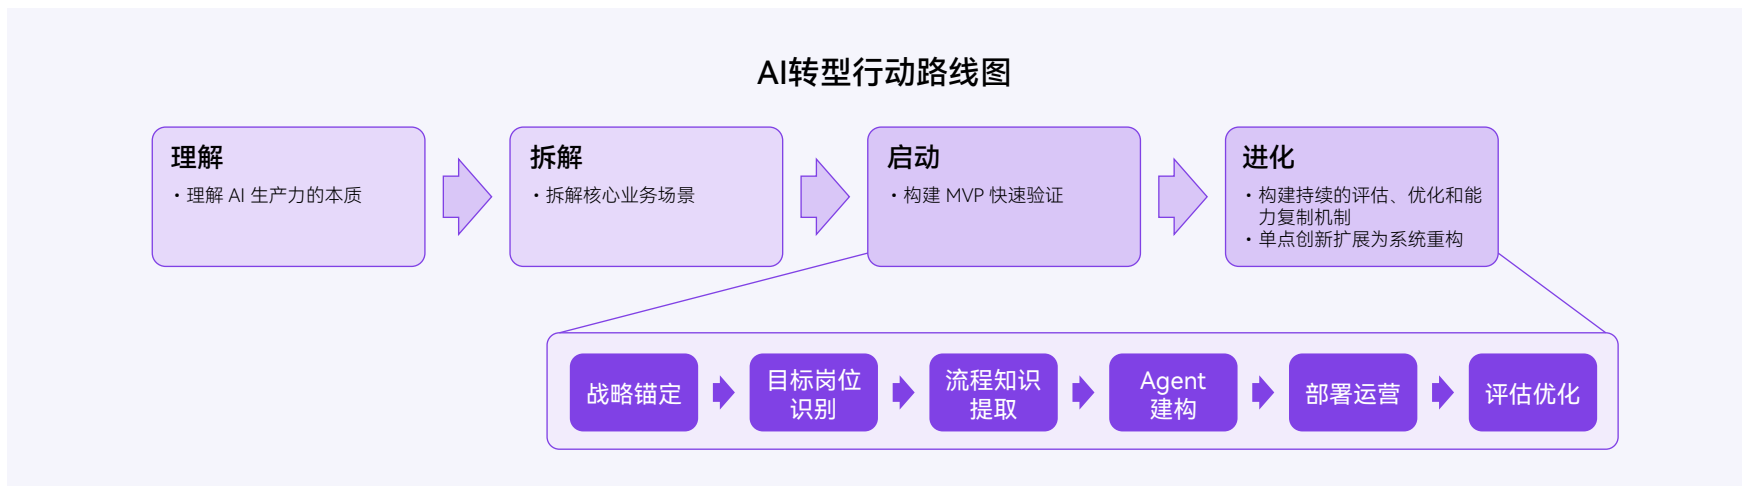 AI转型行动路线图
理解
・理解 AI 生产力的本质
拆解
・拆解核心业务场景
启动
・构建 MVP 快速验证
进化
・构建持续的评估、优化和能
力复制机制
・单点创新扩展为系统重构
战略锚定
目标岗位
识别
流程知识
提取
Agent
建构
部署运营
评估优化